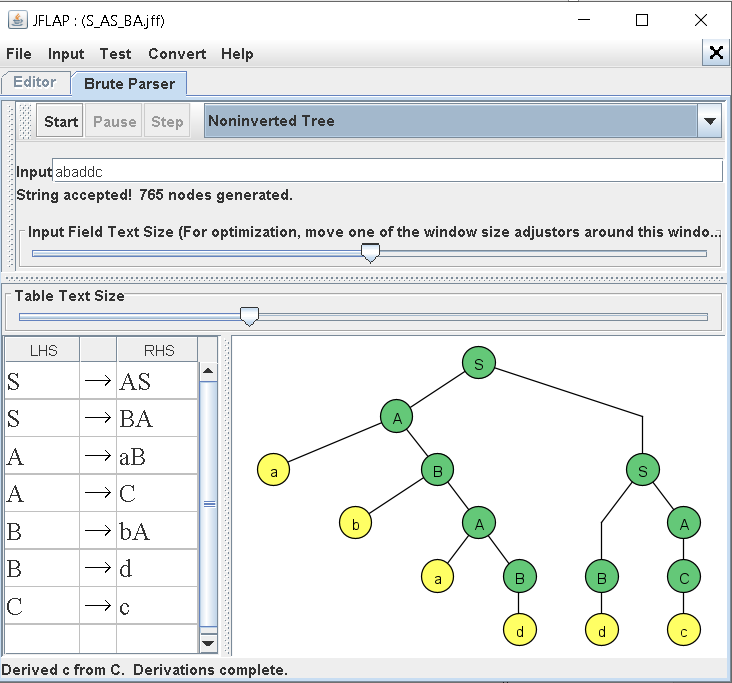 JFLAP : (S_AS_BA.jff)
File Input Test Convert Help
Editor Brute Parser
Start Pause Step Noninverted Tree
Input abaddc
String accepted! 765 nodes generated.
Input Field Text Size (For optimization, move one of the window size adjustors around this windo...
Table Text Size
LHS RHS
S → AS
S → BA
A → aB
A → C
B → bA
B → d
C → c
S
A
a B S
b A A
a B B C
d d c
Derived c from C. Derivations complete.